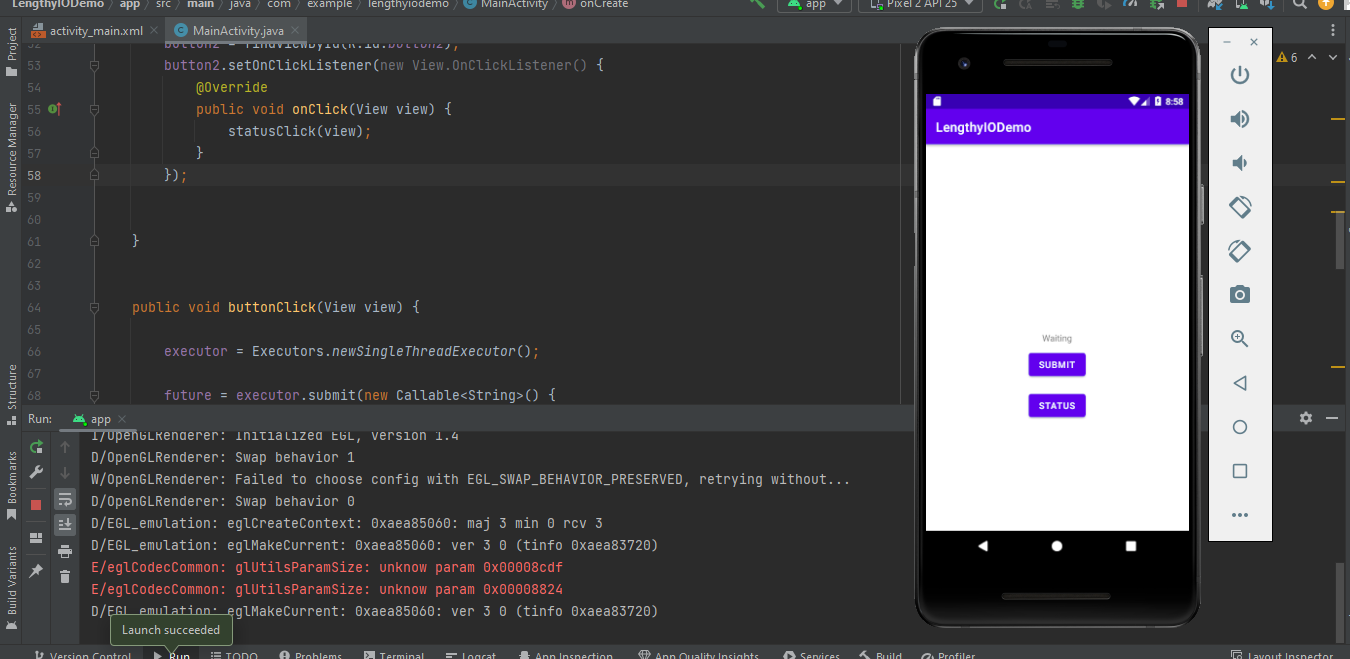 LengthyIODemo app src main java com example lengthyiodemo MainActivity onCreate app Pixel 2 API 25
activity_main.xml MainActivity.java
52 button2 = findViewById(R.id.button2);
53 button2.setOnClickListener(new View.OnClickListener() {
54 @Override
55 public void onClick(View view) {
56 statusClick(view);
57 }
58 });
59
60
61 }
62
63
64 public void buttonClick(View view) {
65
66 executor = Executors.newSingleThreadExecutor();
67
68 future = executor.submit(new Callable<String>() {
6
Project
Resource Manager
Structure
Bookmarks
Build Variants
Run: app
I/OpenGLRenderer: Initialized EGL, version 1.4
D/OpenGLRenderer: Swap behavior 1
W/OpenGLRenderer: Failed to choose config with EGL_SWAP_BEHAVIOR_PRESERVED, retrying without...
D/OpenGLRenderer: Swap behavior 0
D/EGL_emulation: eglCreateContext: 0xaea85060: maj 3 min 0 rcv 3
D/EGL_emulation: eglMakeCurrent: 0xaea85060: ver 3 0 (tinfo 0xaea83720)
E/eglCodecCommon: glUtilsParamSize: unknow param 0x00008cdf
E/eglCodecCommon: glUtilsParamSize: unknow param 0x00008824
D/EGL_emulation: eglMakeCurrent: 0xaea85060: ver 3 0 (tinfo 0xaea83720)
Launch succeeded
Version Control Run TODO Problems Terminal Logcat App Inspection App Quality Insights Services Build Profiler Layout Inspector
8:58
LengthyIODemo
Waiting
SUBMIT
STATUS